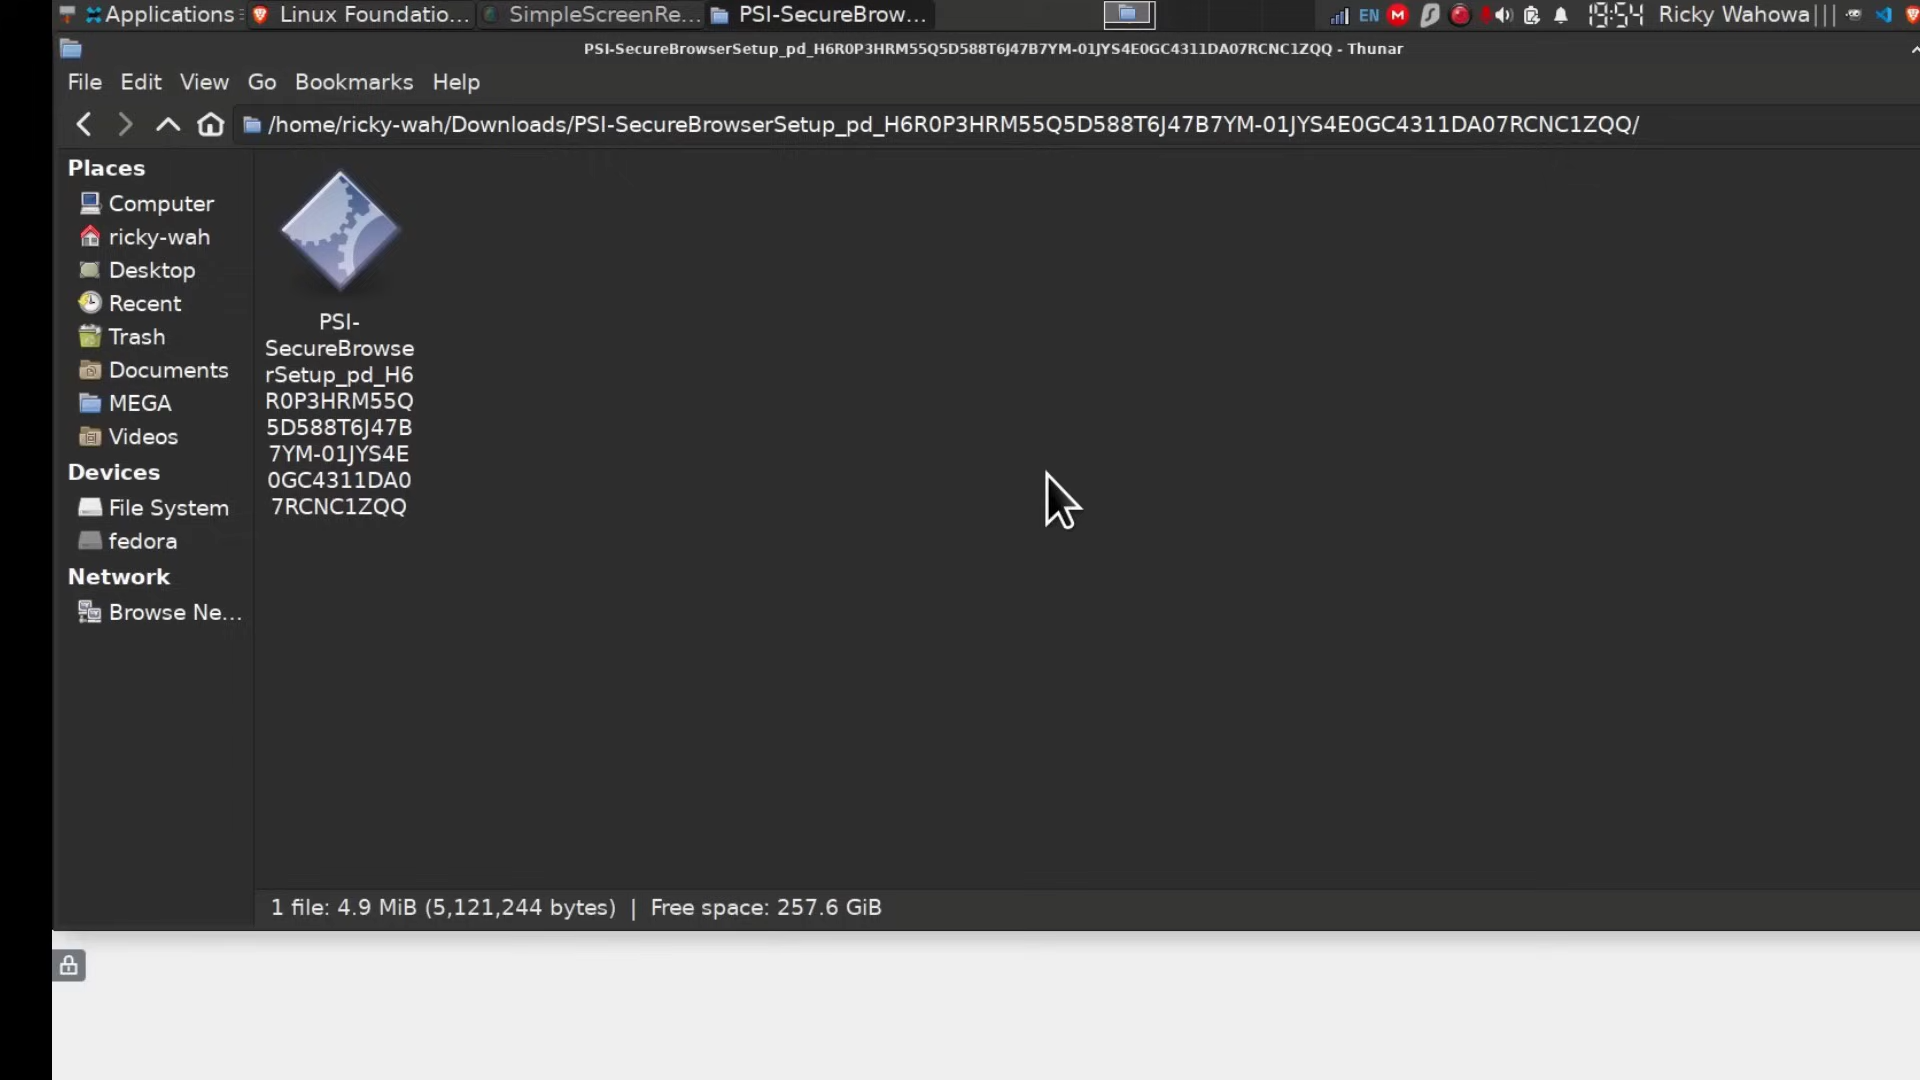 Applications
Linux Foundatio...
SimpleScreenRe...
PSI-SecureBrow...
EN
19:54
Ricky Wahowa
PSI-SecureBrowserSetup_pd_H6R0P3HRM55Q5D588T6J47B7YM-01JYS4E0GC4311DA07RCNC1ZQQ - Thunar
File Edit View Go Bookmarks Help
/home/ricky-wah/Downloads/PSI-SecureBrowserSetup_pd_H6R0P3HRM55Q5D588T6J47B7YM-01JYS4E0GC4311DA07RCNC1ZQQ/
Places
Computer
ricky-wah
Desktop
Recent
Trash
Documents
MEGA
Videos
Devices
File System
fedora
Network
Browse Ne...
PSI-
SecureBrowse
rSetup_pd_H6
R0P3HRM55Q
5D588T6J47B
7YM-01JYS4E
0GC4311DA0
7RCNC1ZQQ
1 file: 4.9 MiB (5,121,244 bytes) | Free space: 257.6 GiB